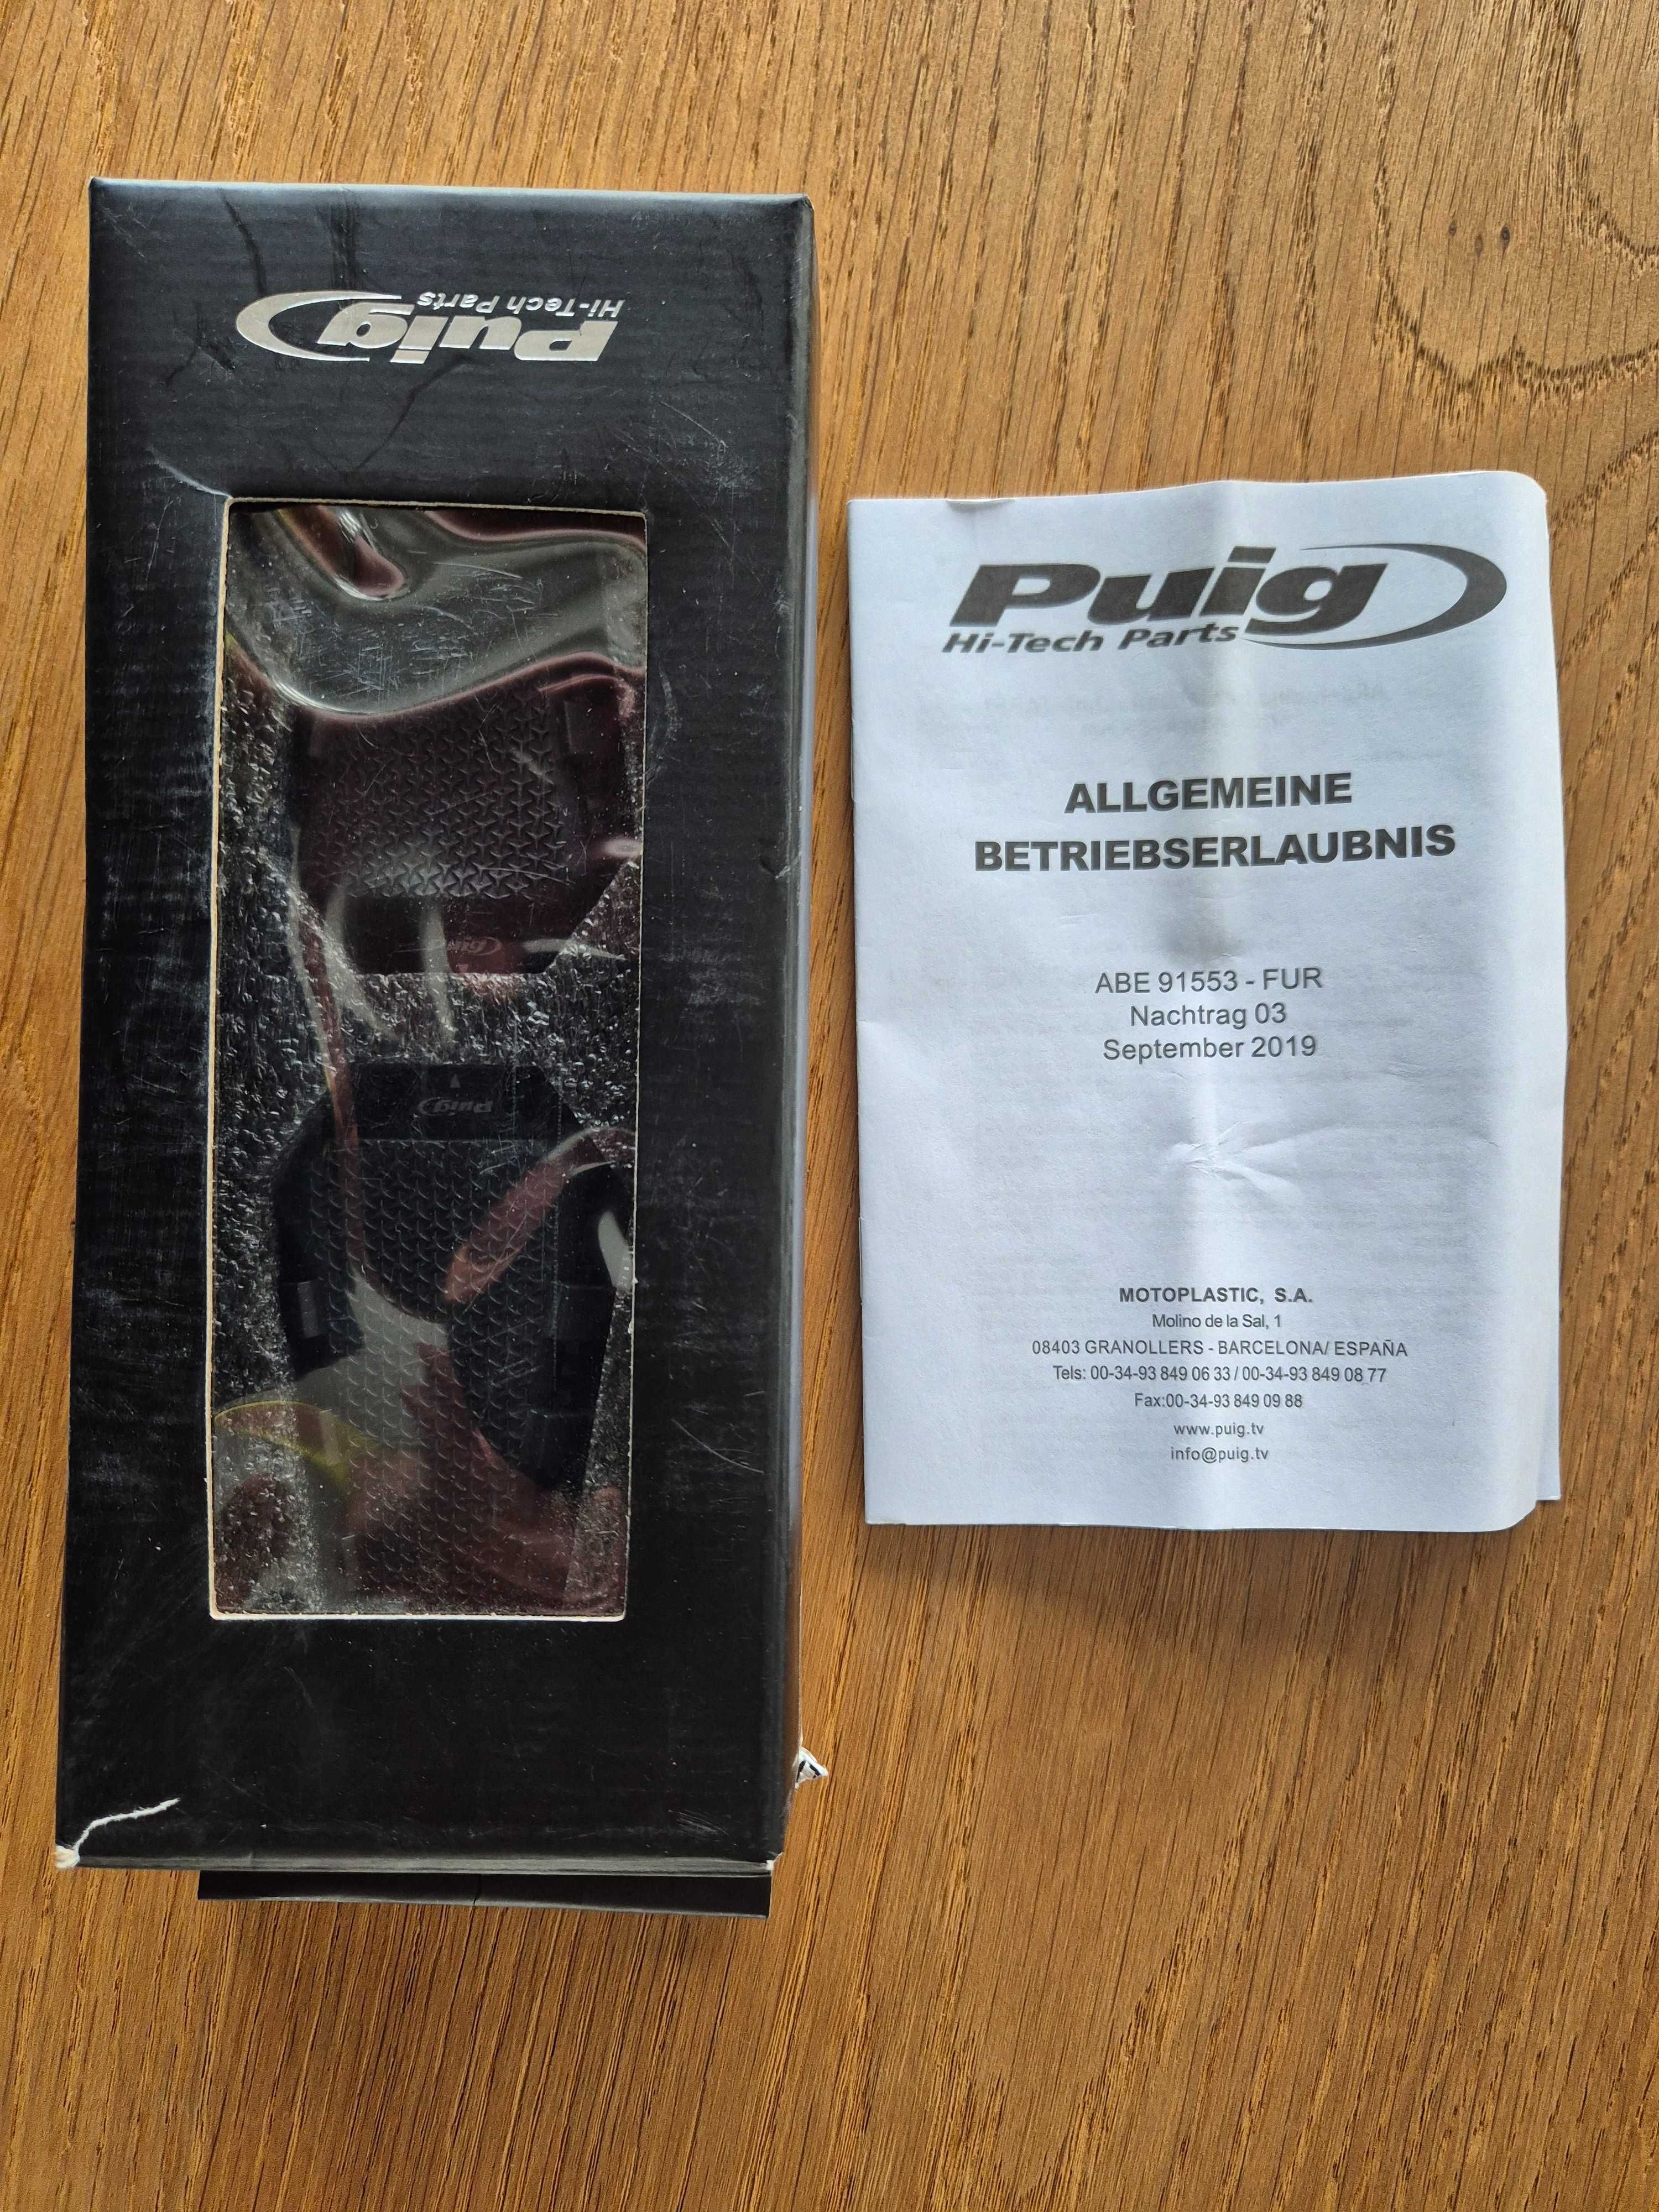 Puig
Hi-Tech Parts
Puig
Puig
Puig
Hi-Tech Parts
ALLGEMEINE
BETRIEBSERLAUBNIS
ABE 91553 - FUR
Nachtrag 03
September 2019
MOTOPLASTIC, S.A.
Molino de la Sal, 1
08403 GRANOLLERS - BARCELONA/ ESPAÑA
Tels: 00-34-93 849 06 33 / 00-34-93 849 08 77
Fax:00-34-93 849 09 88
www.puig.tv
info@puig.tv